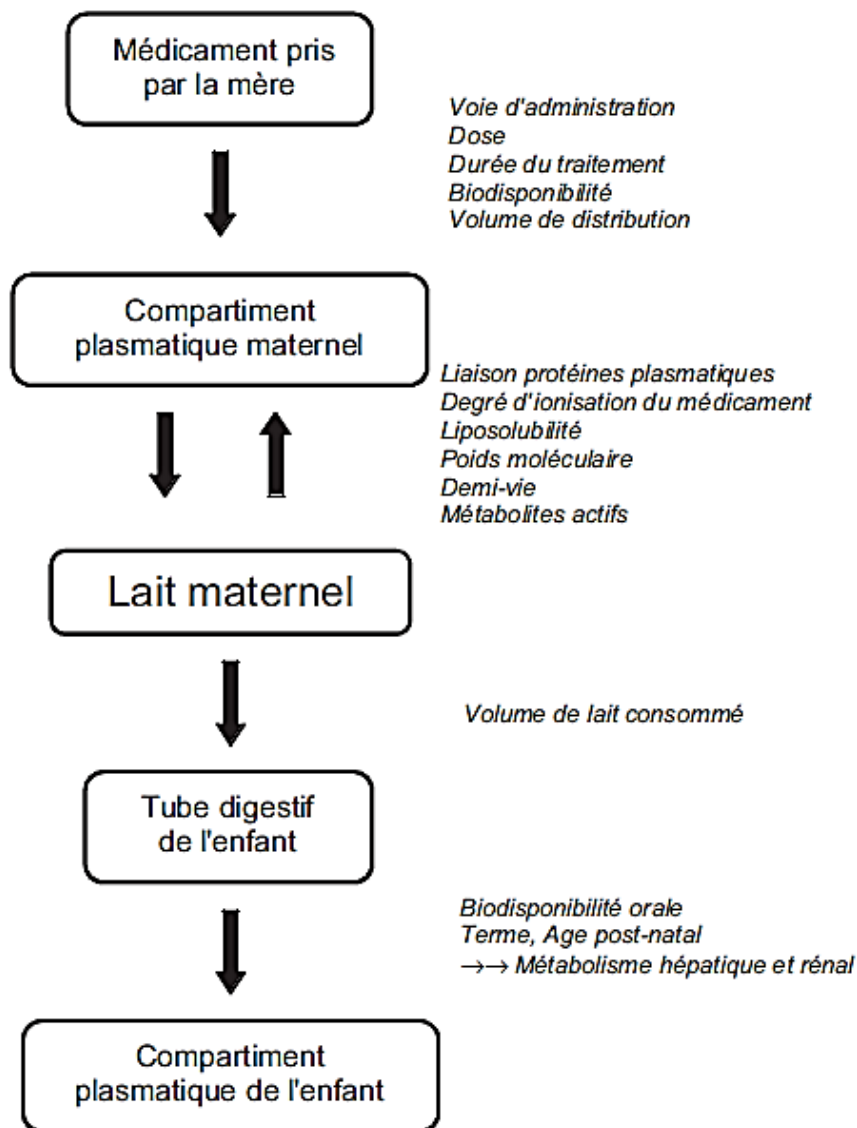 Médicament pris
par la mère
Voie d'administration
Dose
Durée du traitement
Biodisponibilité
Volume de distribution
Compartiment
plasmatique maternel
Liaison protéines plasmatiques
Degré d'ionisation du médicament
Liposolubilité
Poids moléculaire
Demi-vie
Métabolites actifs
Lait maternel
Volume de lait consommé
Tube digestif
de l'enfant
Biodisponibilité orale
Terme, Age post-natal
→→ Métabolisme hépatique et rénal
Compartiment
plasmatique de l'enfant